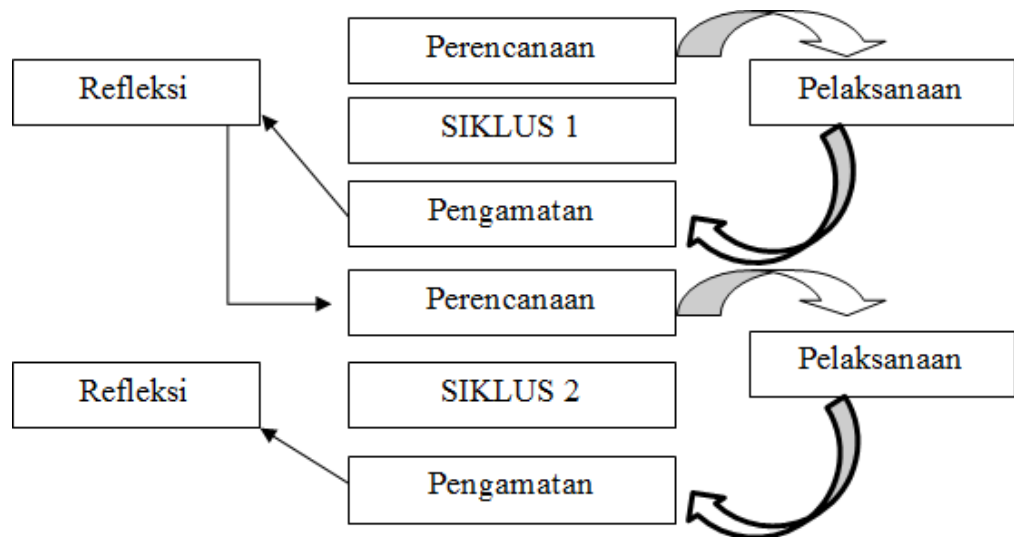 Perencanaan
Refleksi
Pelaksanaan
SIKLUS 1
Pengamatan
Perencanaan
Pelaksanaan
Refleksi
SIKLUS 2
Pengamatan